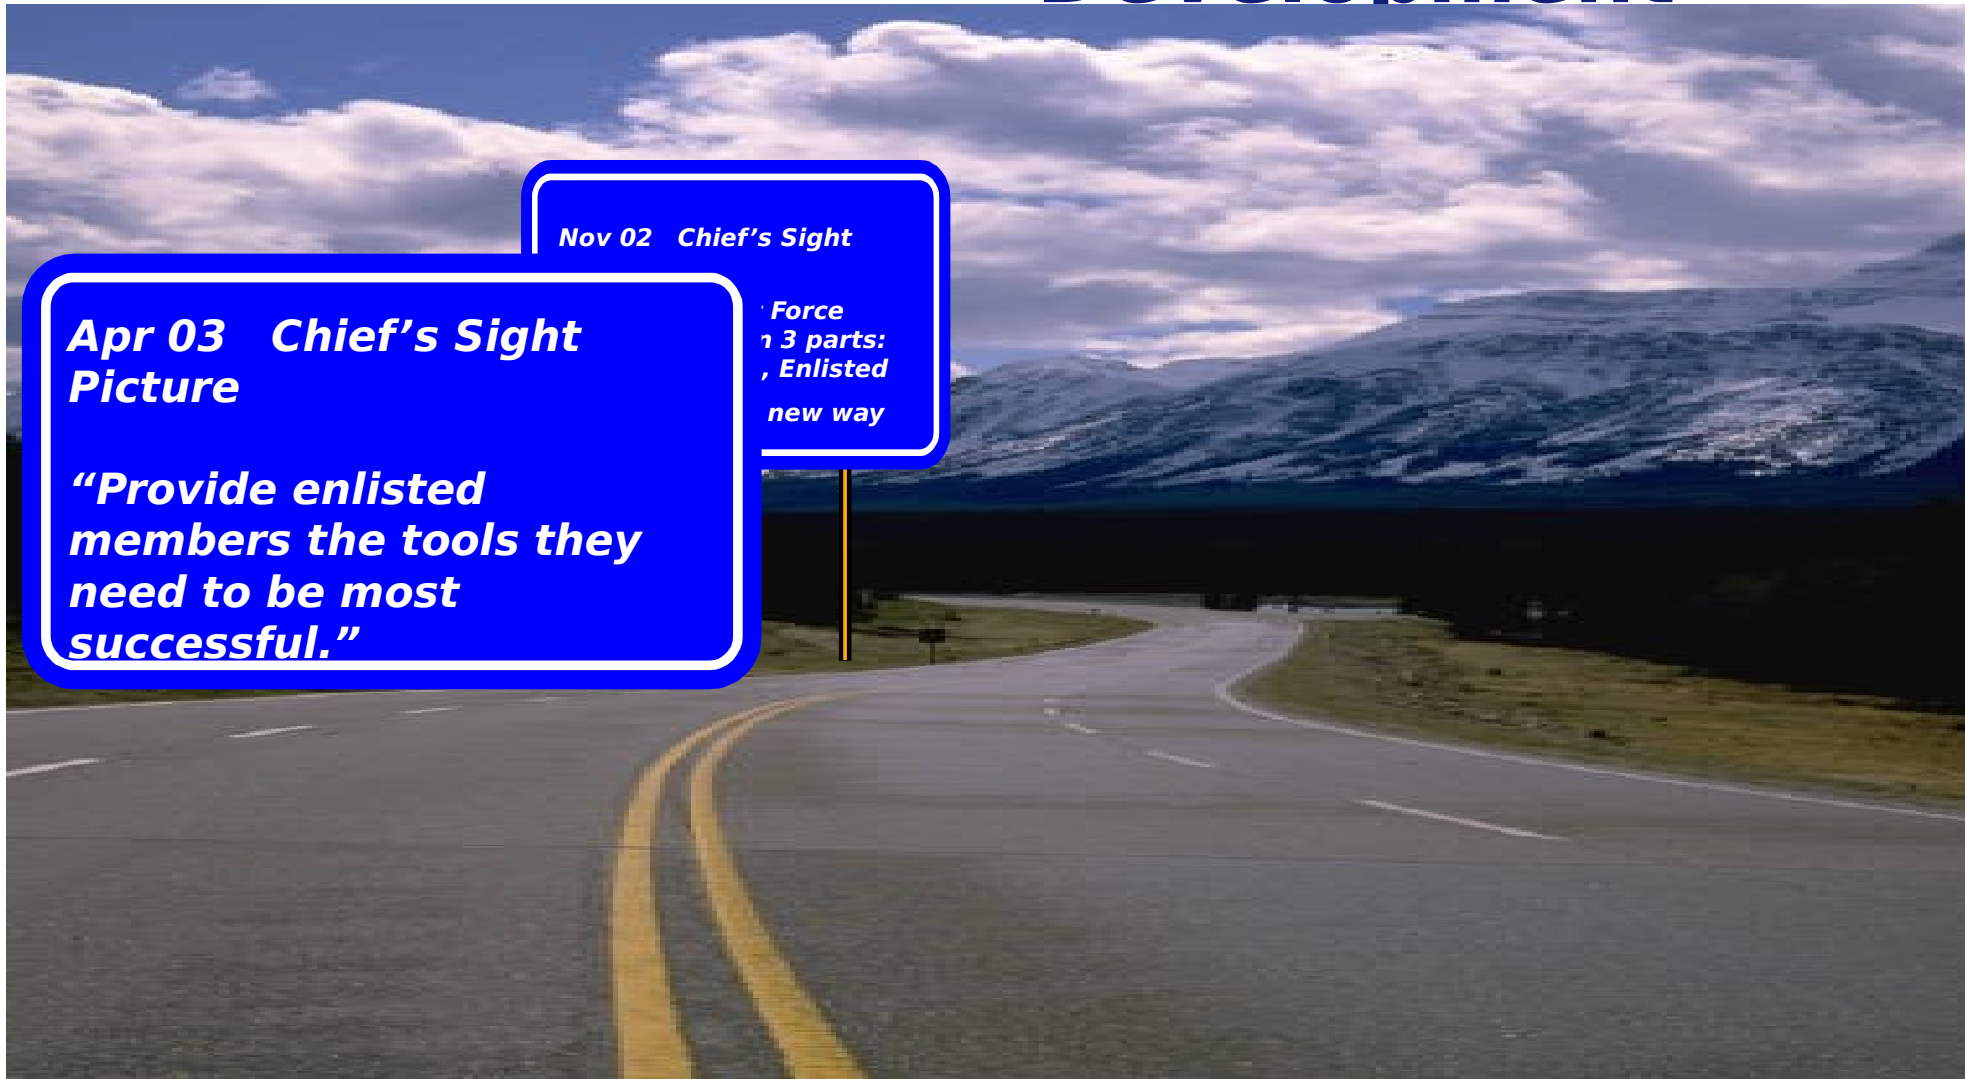 Development
Nov 02 Chief’s Sight
Force
3 parts:
, Enlisted
new way
Apr 03 Chief’s Sight
Picture
“Provide enlisted
members the tools they
need to be most
successful.”